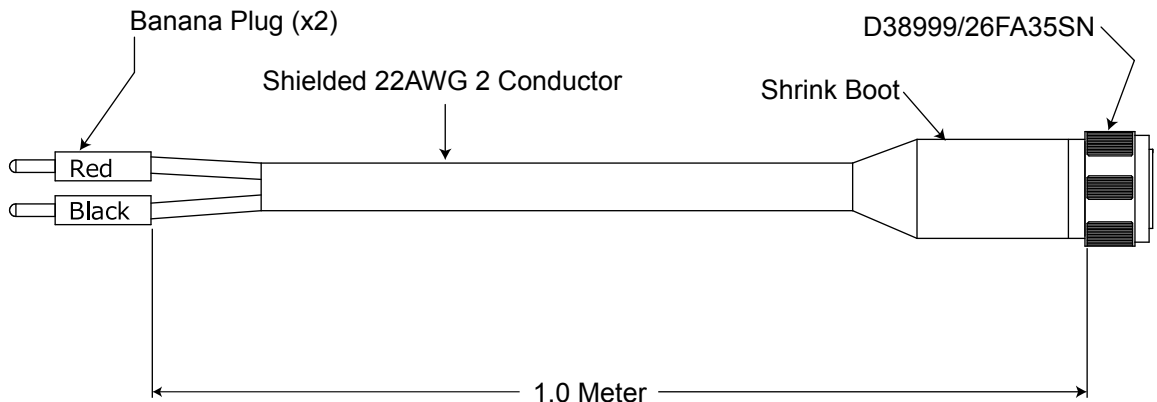 Banana Plug (x2)
D38999/26FA35SN
Shielded 22AWG 2 Conductor
Shrink Boot
Red
Black
1.0 Meter